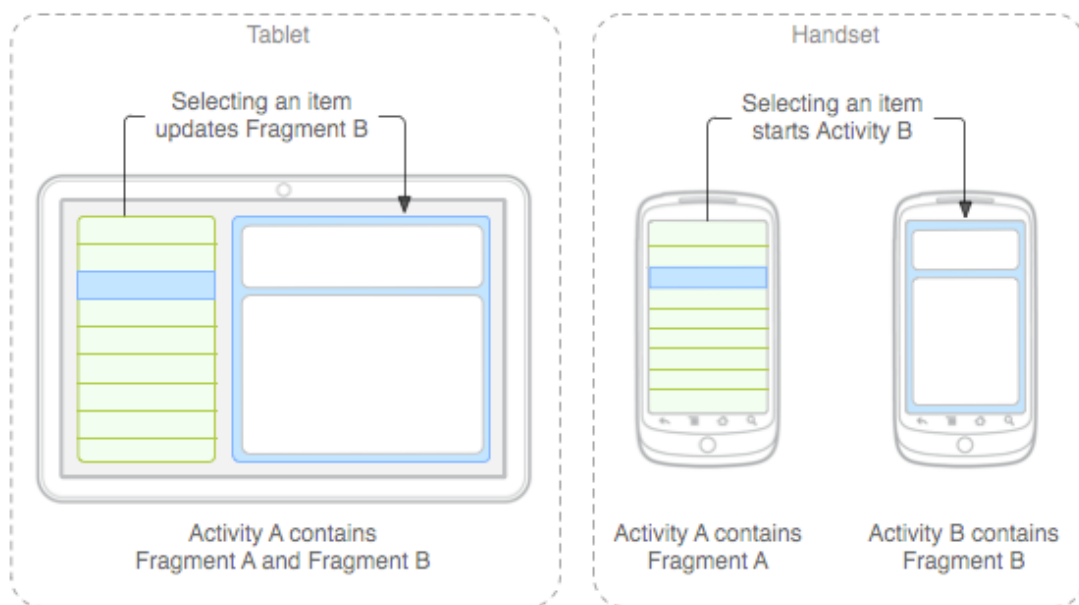 Tablet
Selecting an item
updates Fragment B
Activity A contains
Fragment A and Fragment B
Handset
Selecting an item
starts Activity B
Activity A contains
Fragment A
Activity B contains
Fragment B